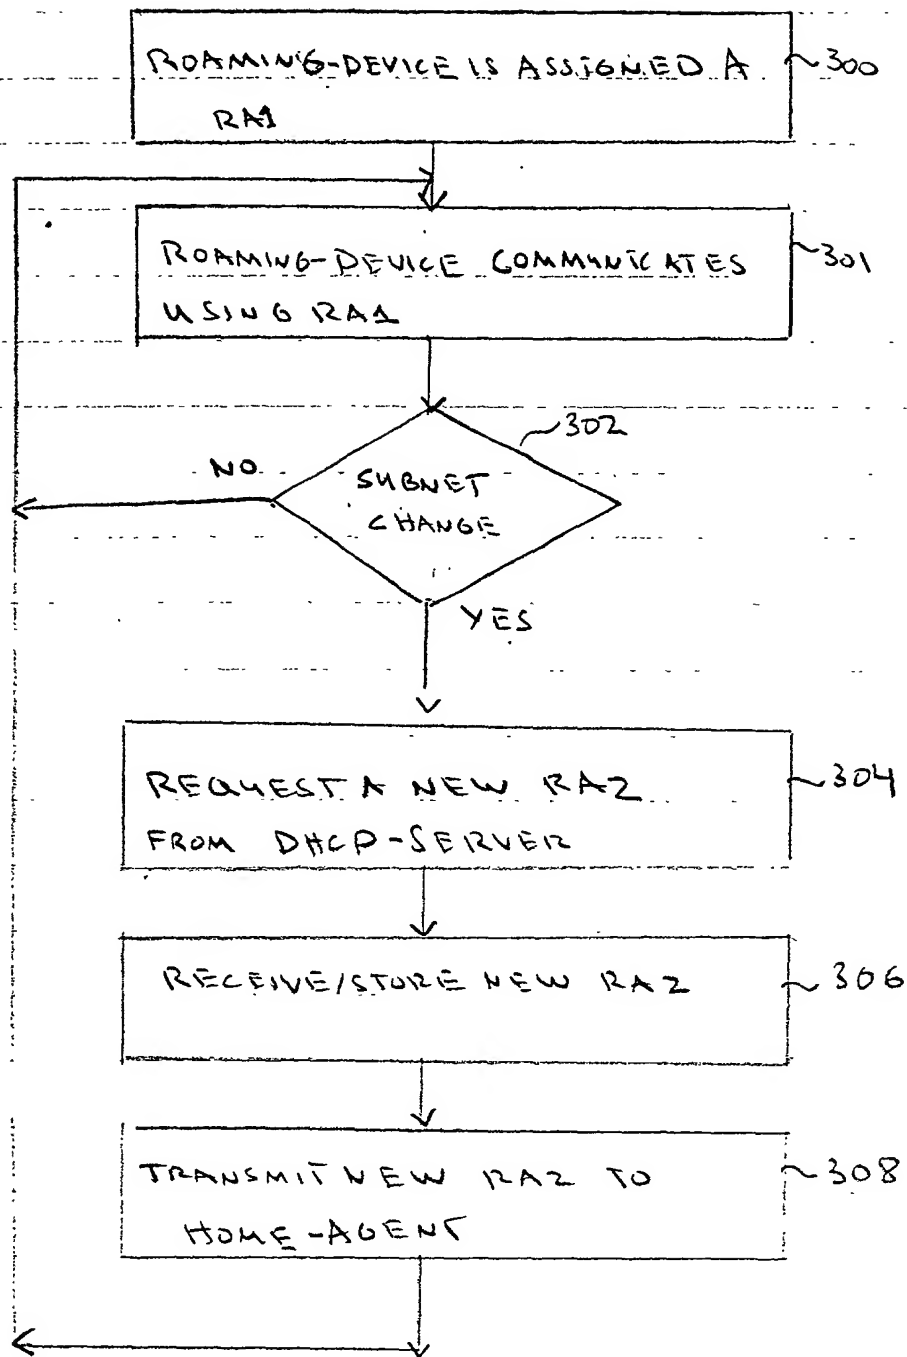 ROAMING-DEVICE IS ASSIGNED A
RA1
300
ROAMING-DEVICE COMMUNICATES
USING RA1
301
302
NO
SUBNET
CHANGE
YES
REQUEST A NEW RA2
FROM DHCP-SERVER
304
RECEIVE/STORE NEW RA2
306
TRANSMIT NEW RA2 TO
HOME-AGENT
308